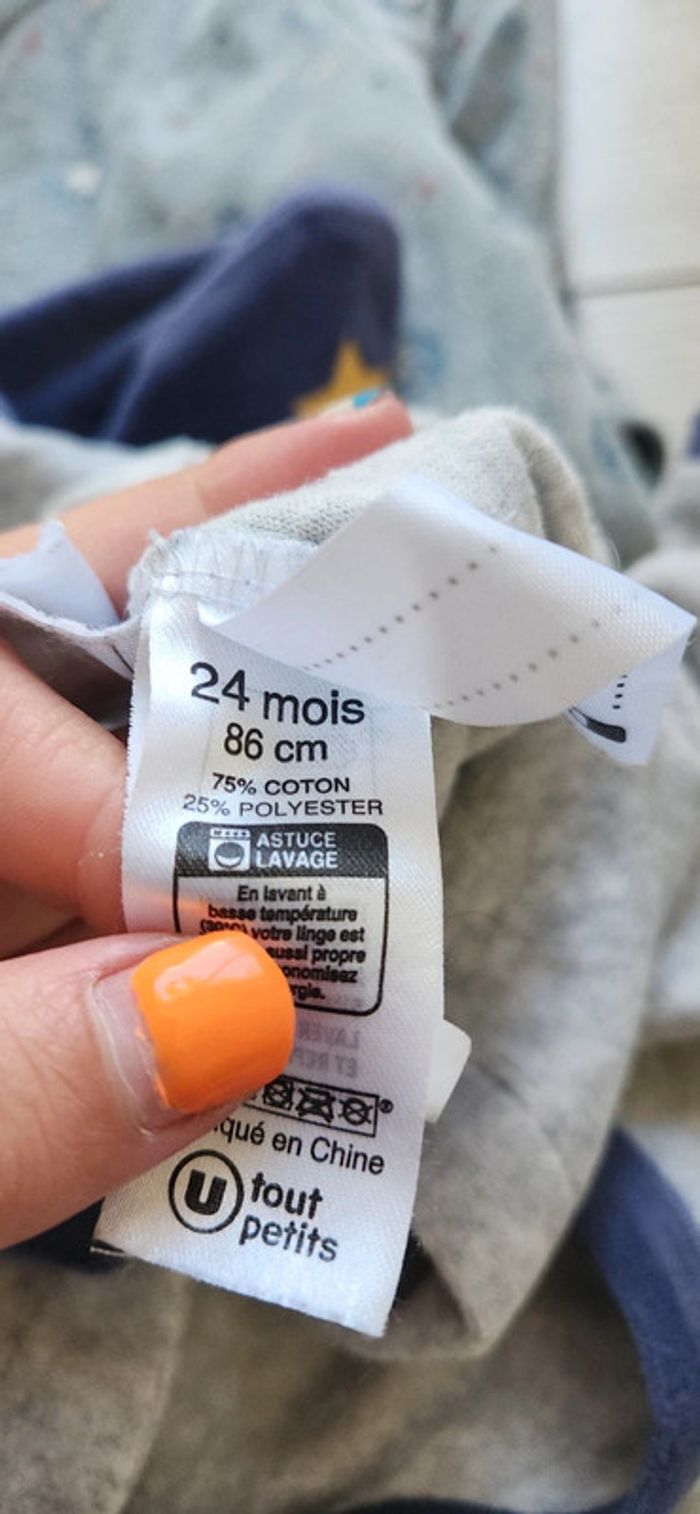 24 mois
86 cm
75% COTON
25% POLYESTER
ASTUCE
LAVAGE
En lavant à
basse température
votre linge est
aussi propre
U tout
petits
en Chine